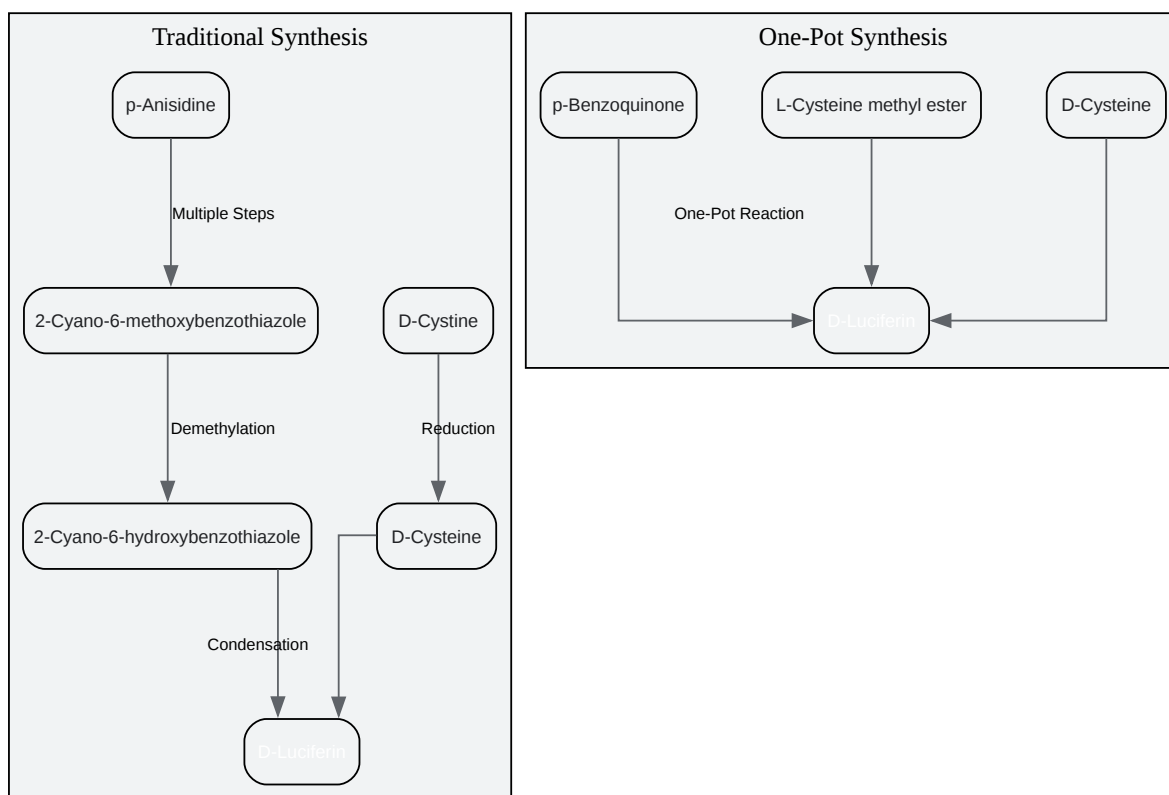 Traditional Synthesis
p-Anisidine
Multiple Steps
2-Cyano-6-methoxybenzothiazole
D-Cystine
Demethylation
Reduction
2-Cyano-6-hydroxybenzothiazole
D-Cysteine
Condensation
D-Luciferin
One-Pot Synthesis
p-Benzoquinone
L-Cysteine methyl ester
D-Cysteine
One-Pot Reaction
D-Luciferin